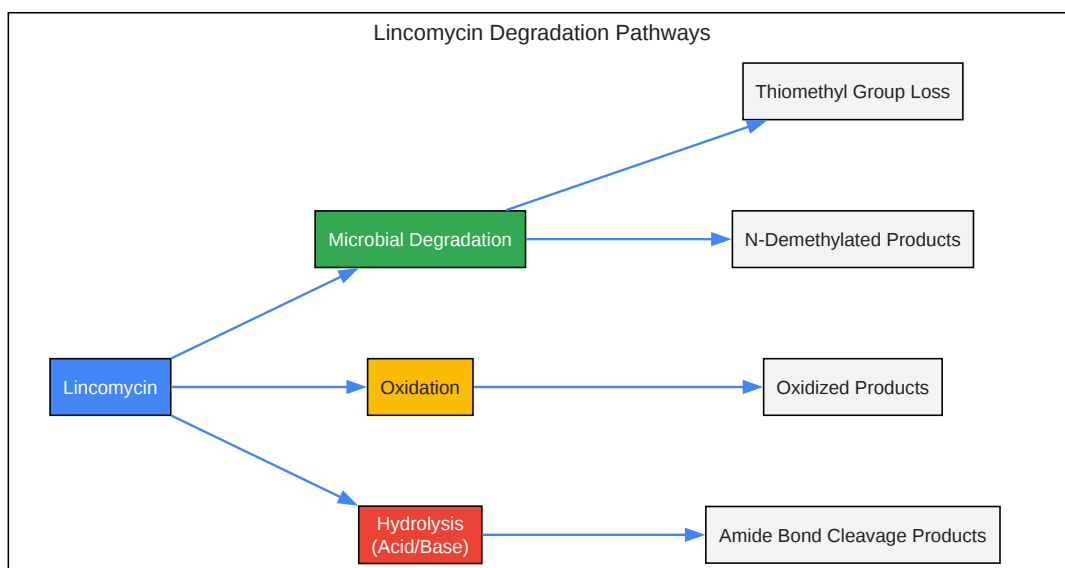 Lincomycin Degradation Pathways
Thiomethyl Group Loss
Microbial Degradation
N-Demethylated Products
Lincomycin
Oxidation
Oxidized Products
Hydrolysis
(Acid/Base)
Amide Bond Cleavage Products